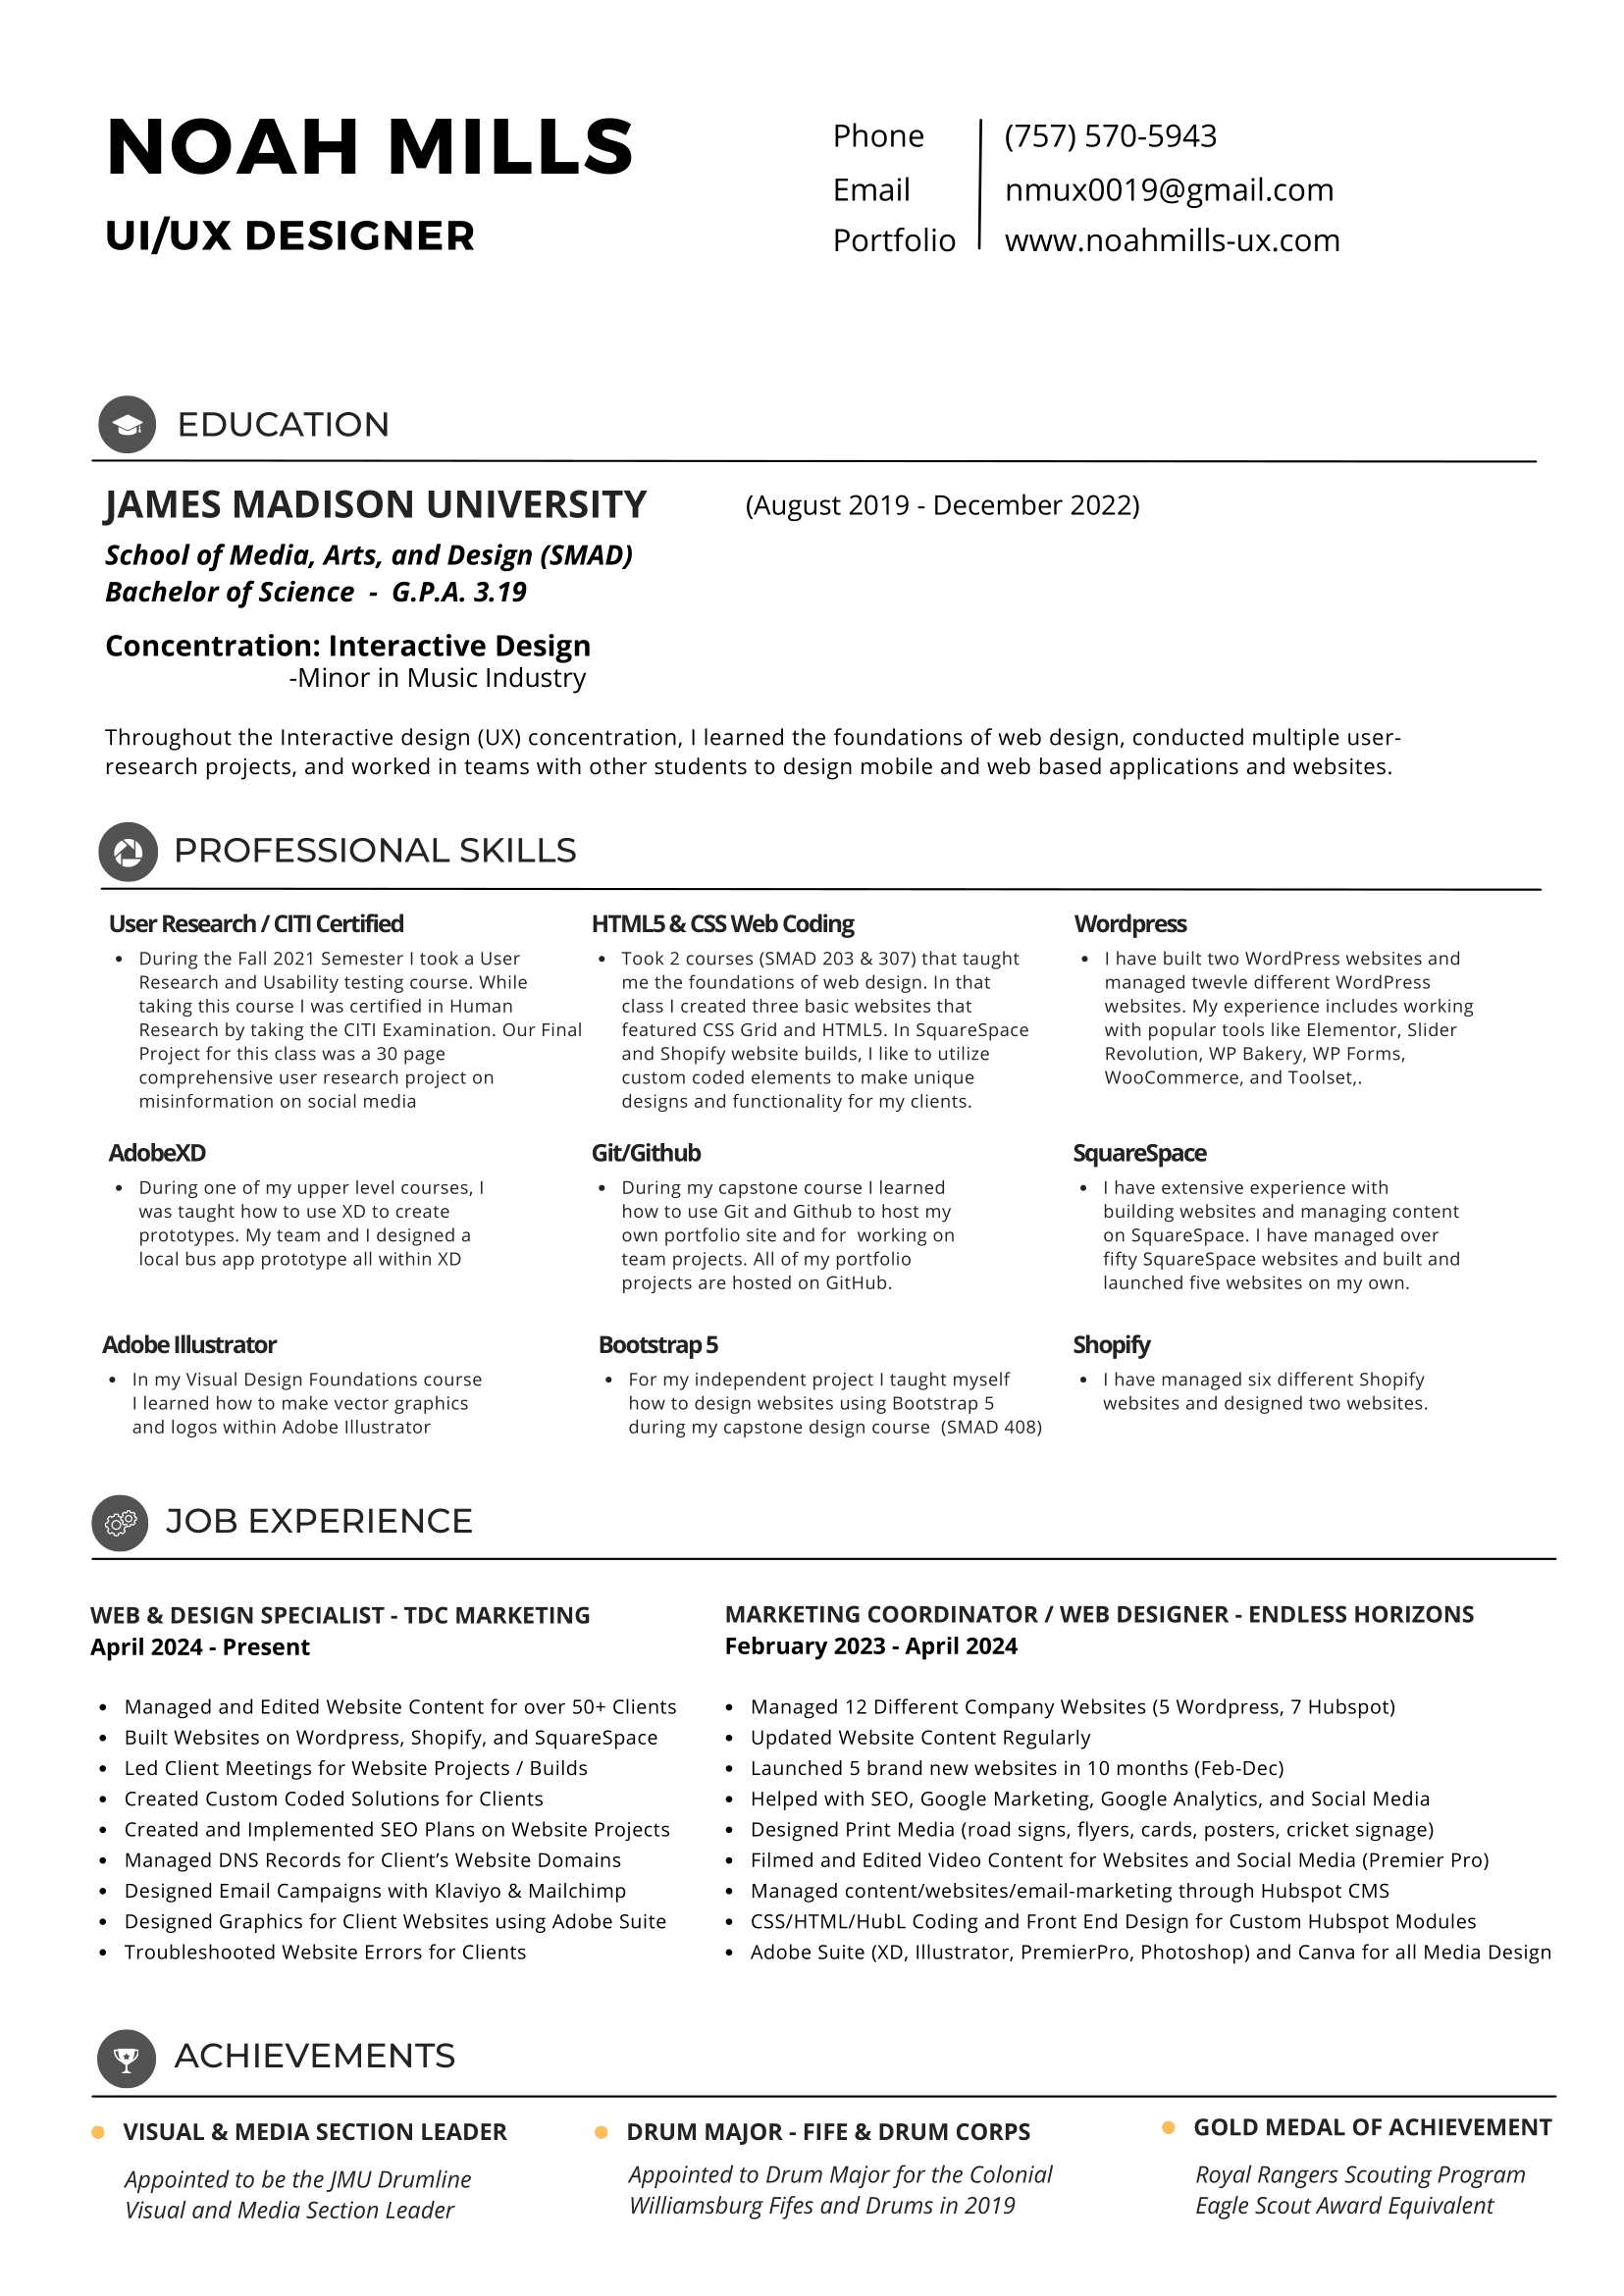 NOAH MILLS
UI/UX DESIGNER
Phone
(757) 570-5943
Email
nmux0019@gmail.com
Portfolio
www.noahmills-ux.com
EDUCATION
JAMES MADISON UNIVERSITY
(August 2019 - December 2022)
School of Media, Arts, and Design (SMAD)
Bachelor of Science - G.P.A. 3.19
Concentration: Interactive Design
-Minor in Music Industry
Throughout the Interactive design (UX) concentration, I learned the foundations of web design, conducted multiple user-
research projects, and worked in teams with other students to design mobile and web based applications and websites.
PROFESSIONAL SKILLS
User Research / CITI Certified
• During the Fall 2021 Semester I took a User
Research and Usability testing course. While
taking this course I was certified in Human
Research by taking the CITI Examination. Our Final
Project for this class was a 30 page
comprehensive user research project on
misinformation on social media
HTML5 & CSS Web Coding
• Took 2 courses (SMAD 203 & 307) that taught
me the foundations of web design. In that
class I created three basic websites that
featured CSS Grid and HTML5. In SquareSpace
and Shopify website builds, I like to utilize
custom coded elements to make unique
designs and functionality for my clients.
Wordpress
• I have built two WordPress websites and
managed twevle different WordPress
websites. My experience includes working
with popular tools like Elementor, Slider
Revolution, WP Bakery, WP Forms,
WooCommerce, and Toolset,.
AdobeXD
• During one of my upper level courses, I
was taught how to use XD to create
prototypes. My team and I designed a
local bus app prototype all within XD
Git/Github
• During my capstone course I learned
how to use Git and Github to host my
own portfolio site and for working on
team projects. All of my portfolio
projects are hosted on GitHub.
SquareSpace
• I have extensive experience with
building websites and managing content
on SquareSpace. I have managed over
fifty SquareSpace websites and built and
launched five websites on my own.
Adobe Illustrator
• In my Visual Design Foundations course
I learned how to make vector graphics
and logos within Adobe Illustrator
Bootstrap 5
• For my independent project I taught myself
how to design websites using Bootstrap 5
during my capstone design course (SMAD 408)
Shopify
• I have managed six different Shopify
websites and designed two websites.
JOB EXPERIENCE
WEB & DESIGN SPECIALIST - TDC MARKETING
April 2024 - Present
• Managed and Edited Website Content for over 50+ Clients
• Built Websites on Wordpress, Shopify, and SquareSpace
• Led Client Meetings for Website Projects / Builds
• Created Custom Coded Solutions for Clients
• Created and Implemented SEO Plans on Website Projects
• Managed DNS Records for Client’s Website Domains
• Designed Email Campaigns with Klaviyo & Mailchimp
• Designed Graphics for Client Websites using Adobe Suite
• Troubleshooted Website Errors for Clients
MARKETING COORDINATOR / WEB DESIGNER - ENDLESS HORIZONS
February 2023 - April 2024
• Managed 12 Different Company Websites (5 Wordpress, 7 Hubspot)
• Updated Website Content Regularly
• Launched 5 brand new websites in 10 months (Feb-Dec)
• Helped with SEO, Google Marketing, Google Analytics, and Social Media
• Designed Print Media (road signs, flyers, cards, posters, cricket signage)
• Filmed and Edited Video Content for Websites and Social Media (Premier Pro)
• Managed content/websites/email-marketing through Hubspot CMS
• CSS/HTML/HubL Coding and Front End Design for Custom Hubspot Modules
• Adobe Suite (XD, Illustrator, PremierPro, Photoshop) and Canva for all Media Design
ACHIEVEMENTS
• VISUAL & MEDIA SECTION LEADER
Appointed to be the JMU Drumline
Visual and Media Section Leader
• DRUM MAJOR - FIFE & DRUM CORPS
Appointed to Drum Major for the Colonial
Williamsburg Fifes and Drums in 2019
• GOLD MEDAL OF ACHIEVEMENT
Royal Rangers Scouting Program
Eagle Scout Award Equivalent